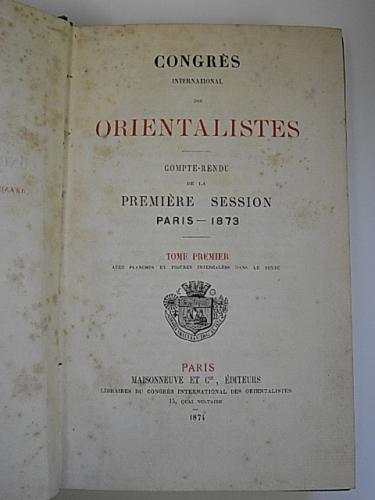 CONGRÈS
INTERNATIONAL
DES
ORIENTALISTES
COMPTE-RENDU
DE LA
PREMIÈRE SESSION
PARIS — 1873
TOME PREMIER
AVEC PLANCHES ET FIGURES INTERCALÉES DANS LE TEXTE
PARIS
MAISONNEUVE ET Cie, ÉDITEURS
LIBRAIRES DU CONGRÈS INTERNATIONAL DES ORIENTALISTES
15, QUAI VOLTAIRE
1874